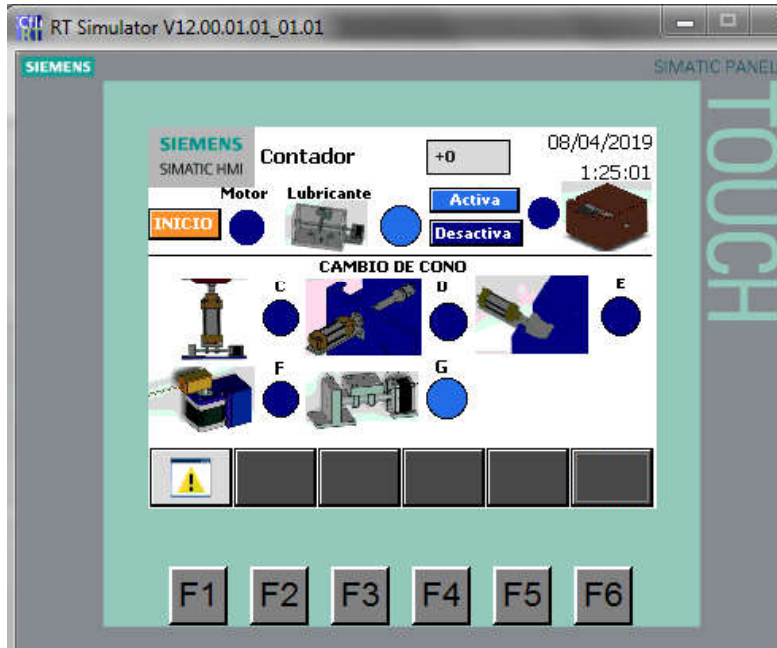 RT Simulator V12.00.01.01_01.01
SIEMENS
SIMATIC PANEL
TOUCH
SIEMENS
SIMATIC HMI
Contador
+0
08/04/2019
1:25:01
Motor
Lubricante
INICIO
Activa
Desactiva
CAMBIO DE CONO
C
D
E
F
G
F1
F2
F3
F4
F5
F6